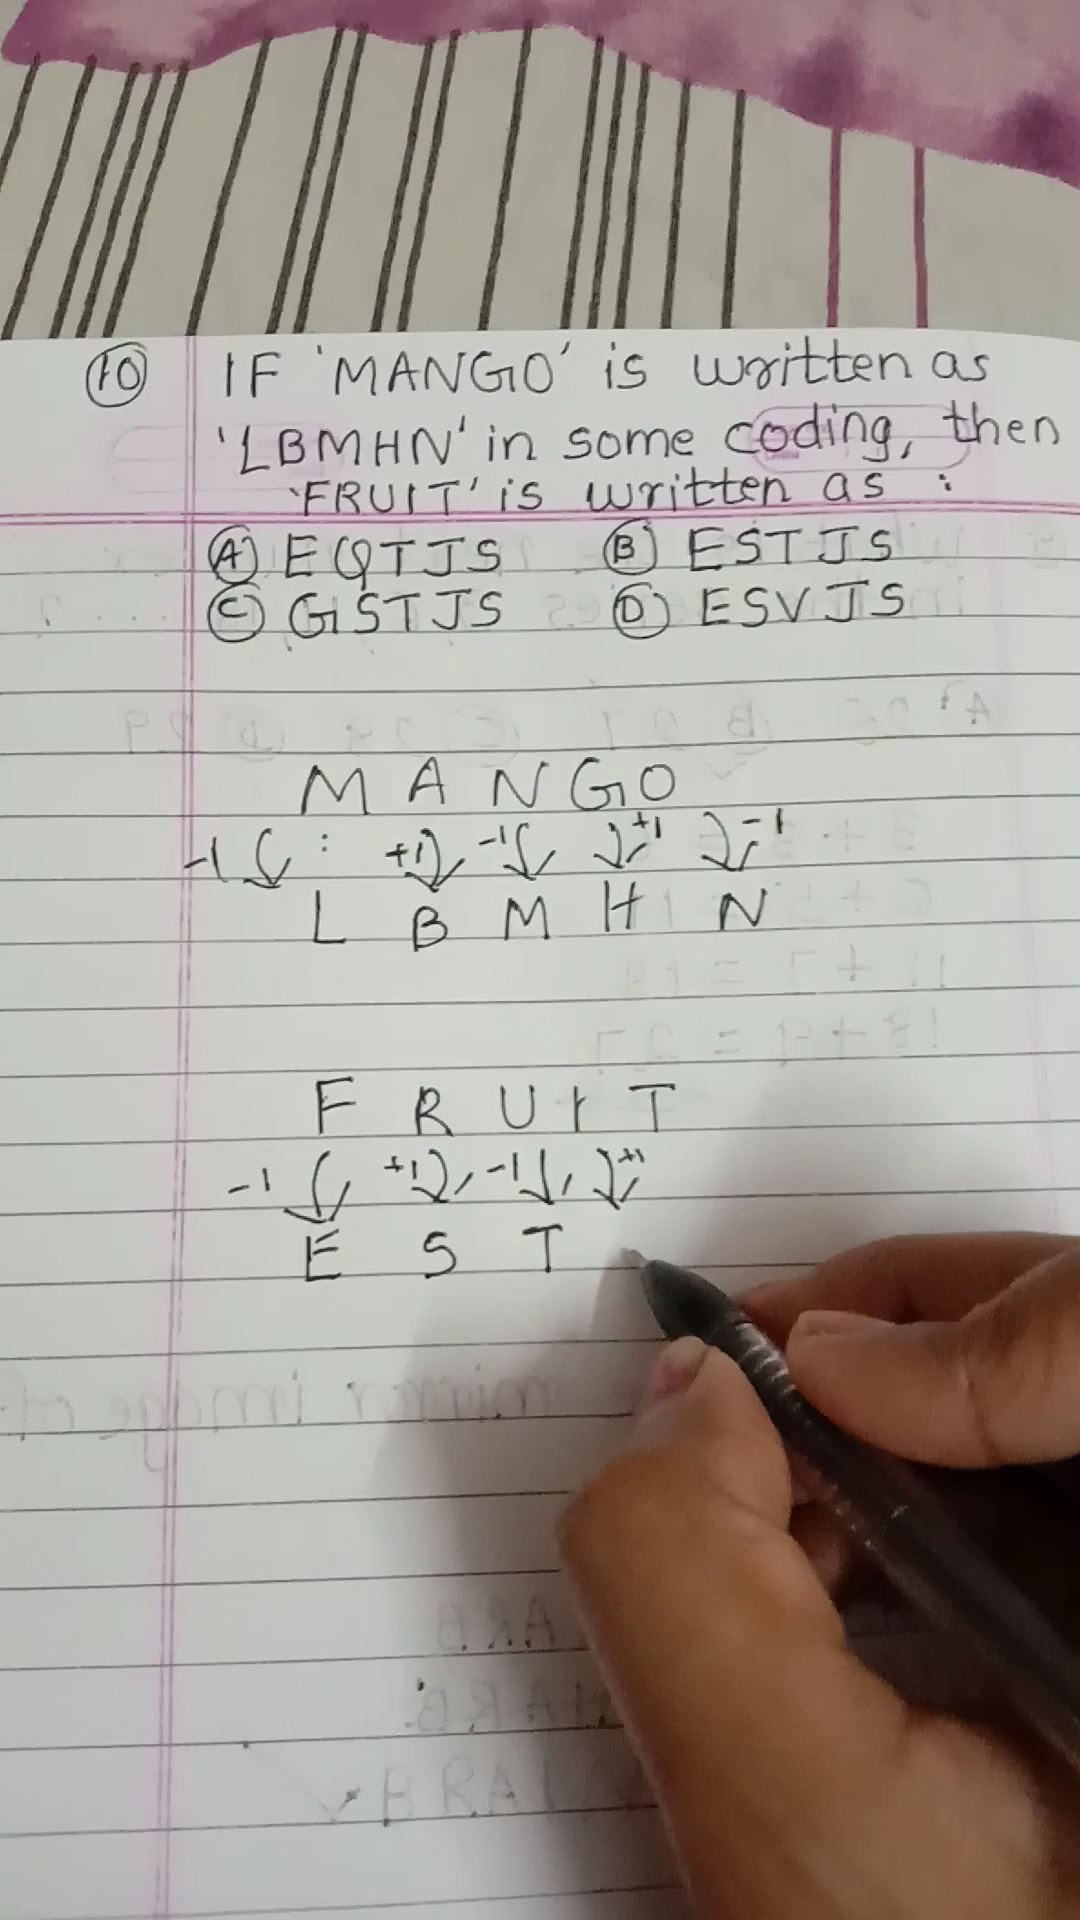 10 IF 'MANGO' is written as
'LBMHN' in some coding, then
'FRUIT' is written as :
A EQTJS B ESTJS
C GSTJS D ESVJS
M A N G O
-1 : +1 -1 +1 -1
L B M H N
F R U I T
-1 +1 -1 +1
E S T